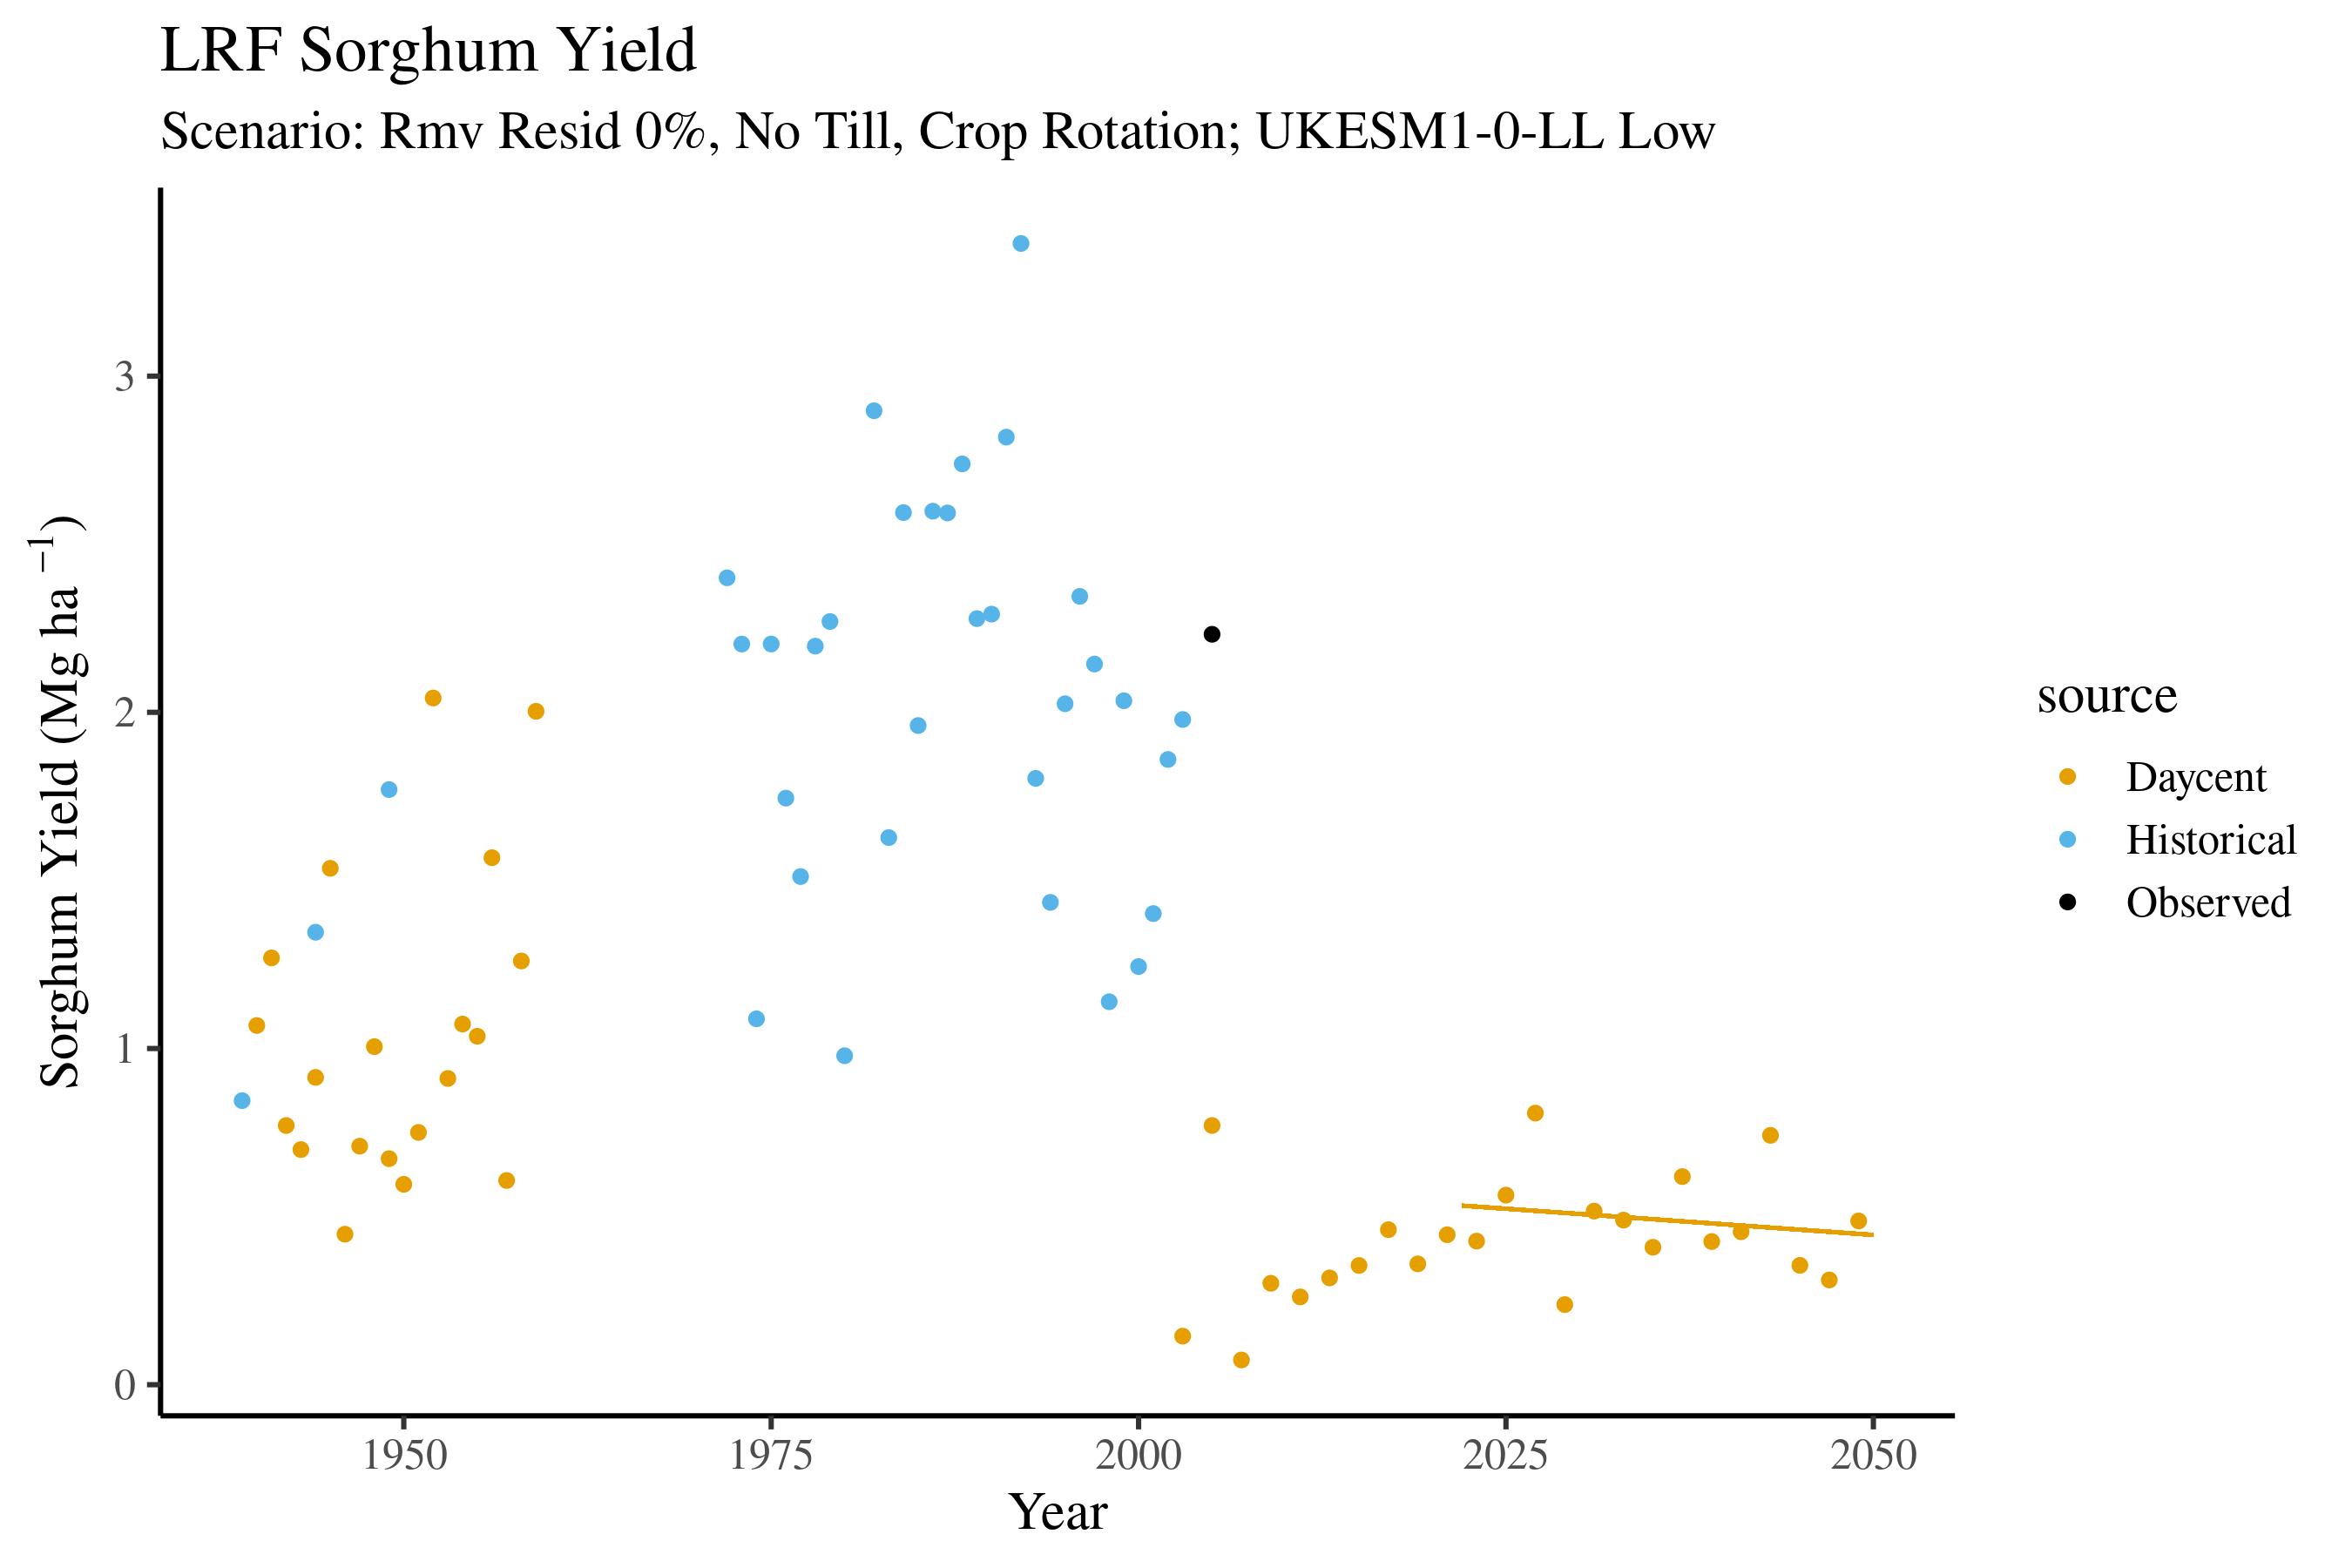 LRF Sorghum Yield
Scenario: Rmv Resid 0%, No Till, Crop Rotation; UKESM1-0-LL Low
Sorghum Yield (Mg ha⁻¹)
3
2
1
0
1950 1975 2000 2025 2050
Year
source
Daycent
Historical
Observed